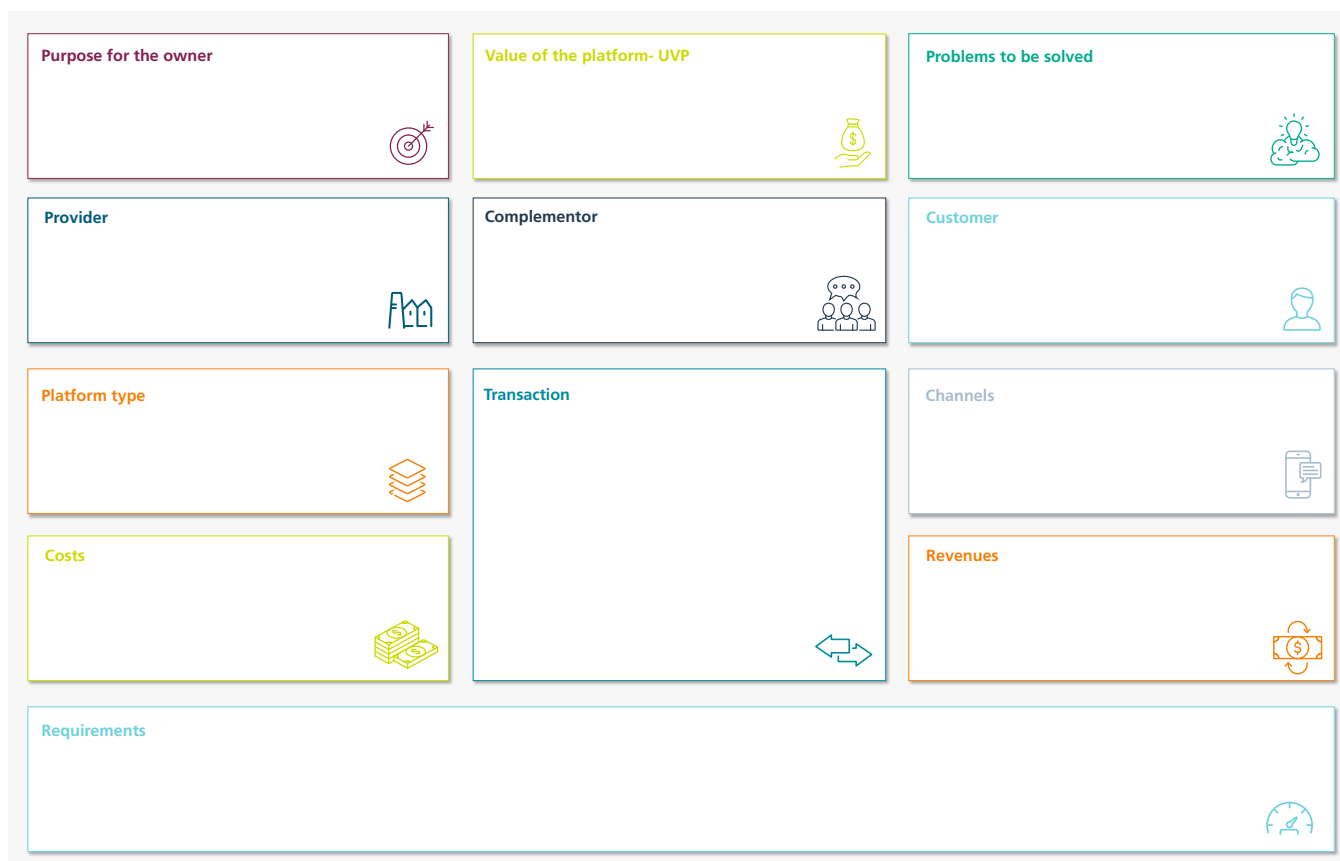 Purpose for the owner
Value of the platform- UVP
Problems to be solved
Provider
Complementor
Customer
Platform type
Transaction
Channels
Costs
Revenues
Requirements